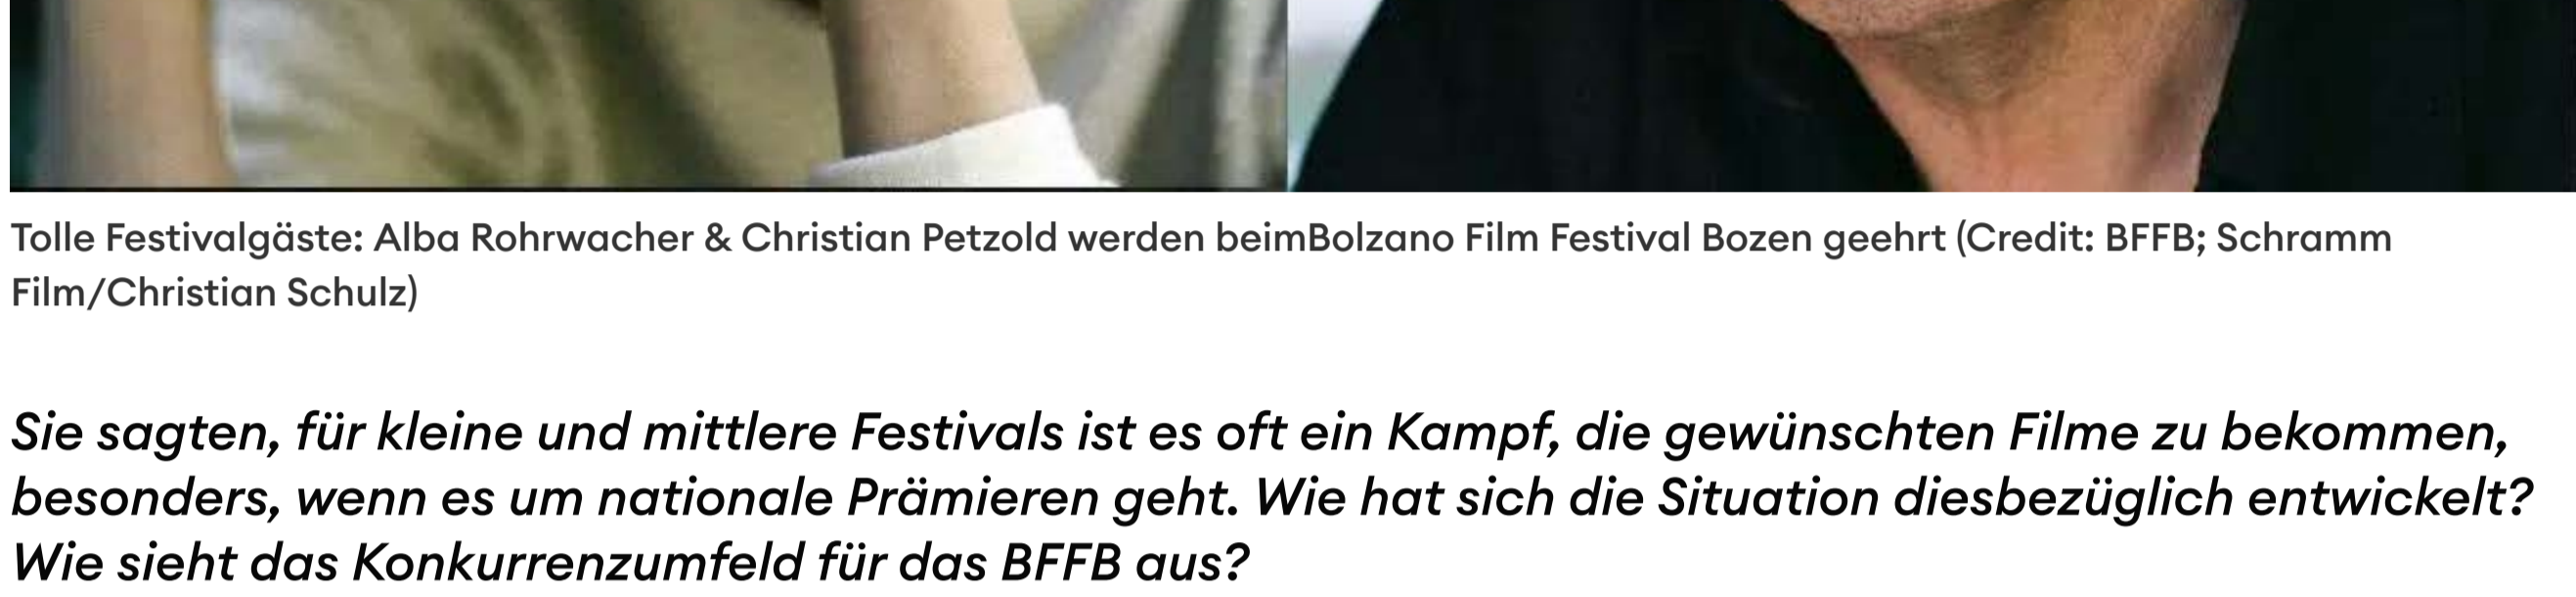 Tolle Festivalgäste: Alba Rohrwacher & Christian Petzold werden beimBolzano Film Festival Bozen geehrt (Credit: BFFB; Schramm
Film/Christian Schulz)
Sie sagten, für kleine und mittlere Festivals ist es oft ein Kampf, die gewünschten Filme zu bekommen,
besonders, wenn es um nationale Prämieren geht. Wie hat sich die Situation diesbezüglich entwickelt?
Wie sieht das Konkurrenzumfeld für das BFFB aus?